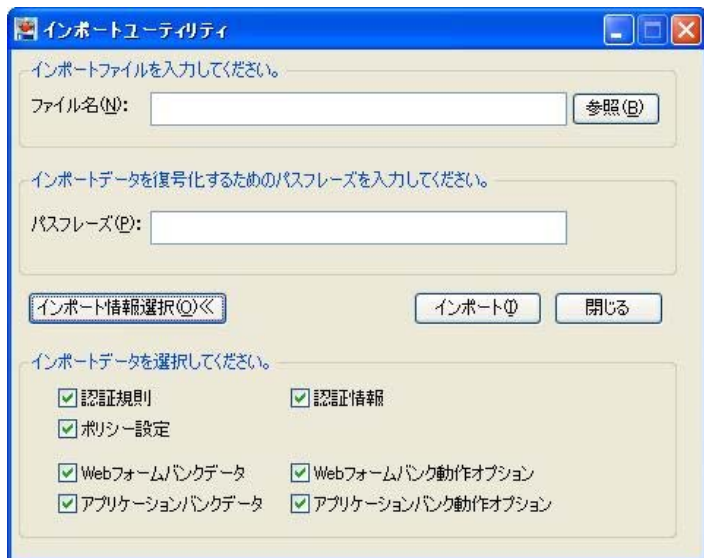 インポートユーティリティ
インポートファイルを入力してください。
ファイル名(N): 参照(B)
インポートデータを復号化するためのパスフレーズを入力してください。
パスフレーズ(P):
インポート情報選択(O)≪ インポート(I) 閉じる
インポートデータを選択してください。
認証規則 認証情報
ポリシー設定
Webフォームバンクデータ Webフォームバンク動作オプション
アプリケーションバンクデータ アプリケーションバンク動作オプション